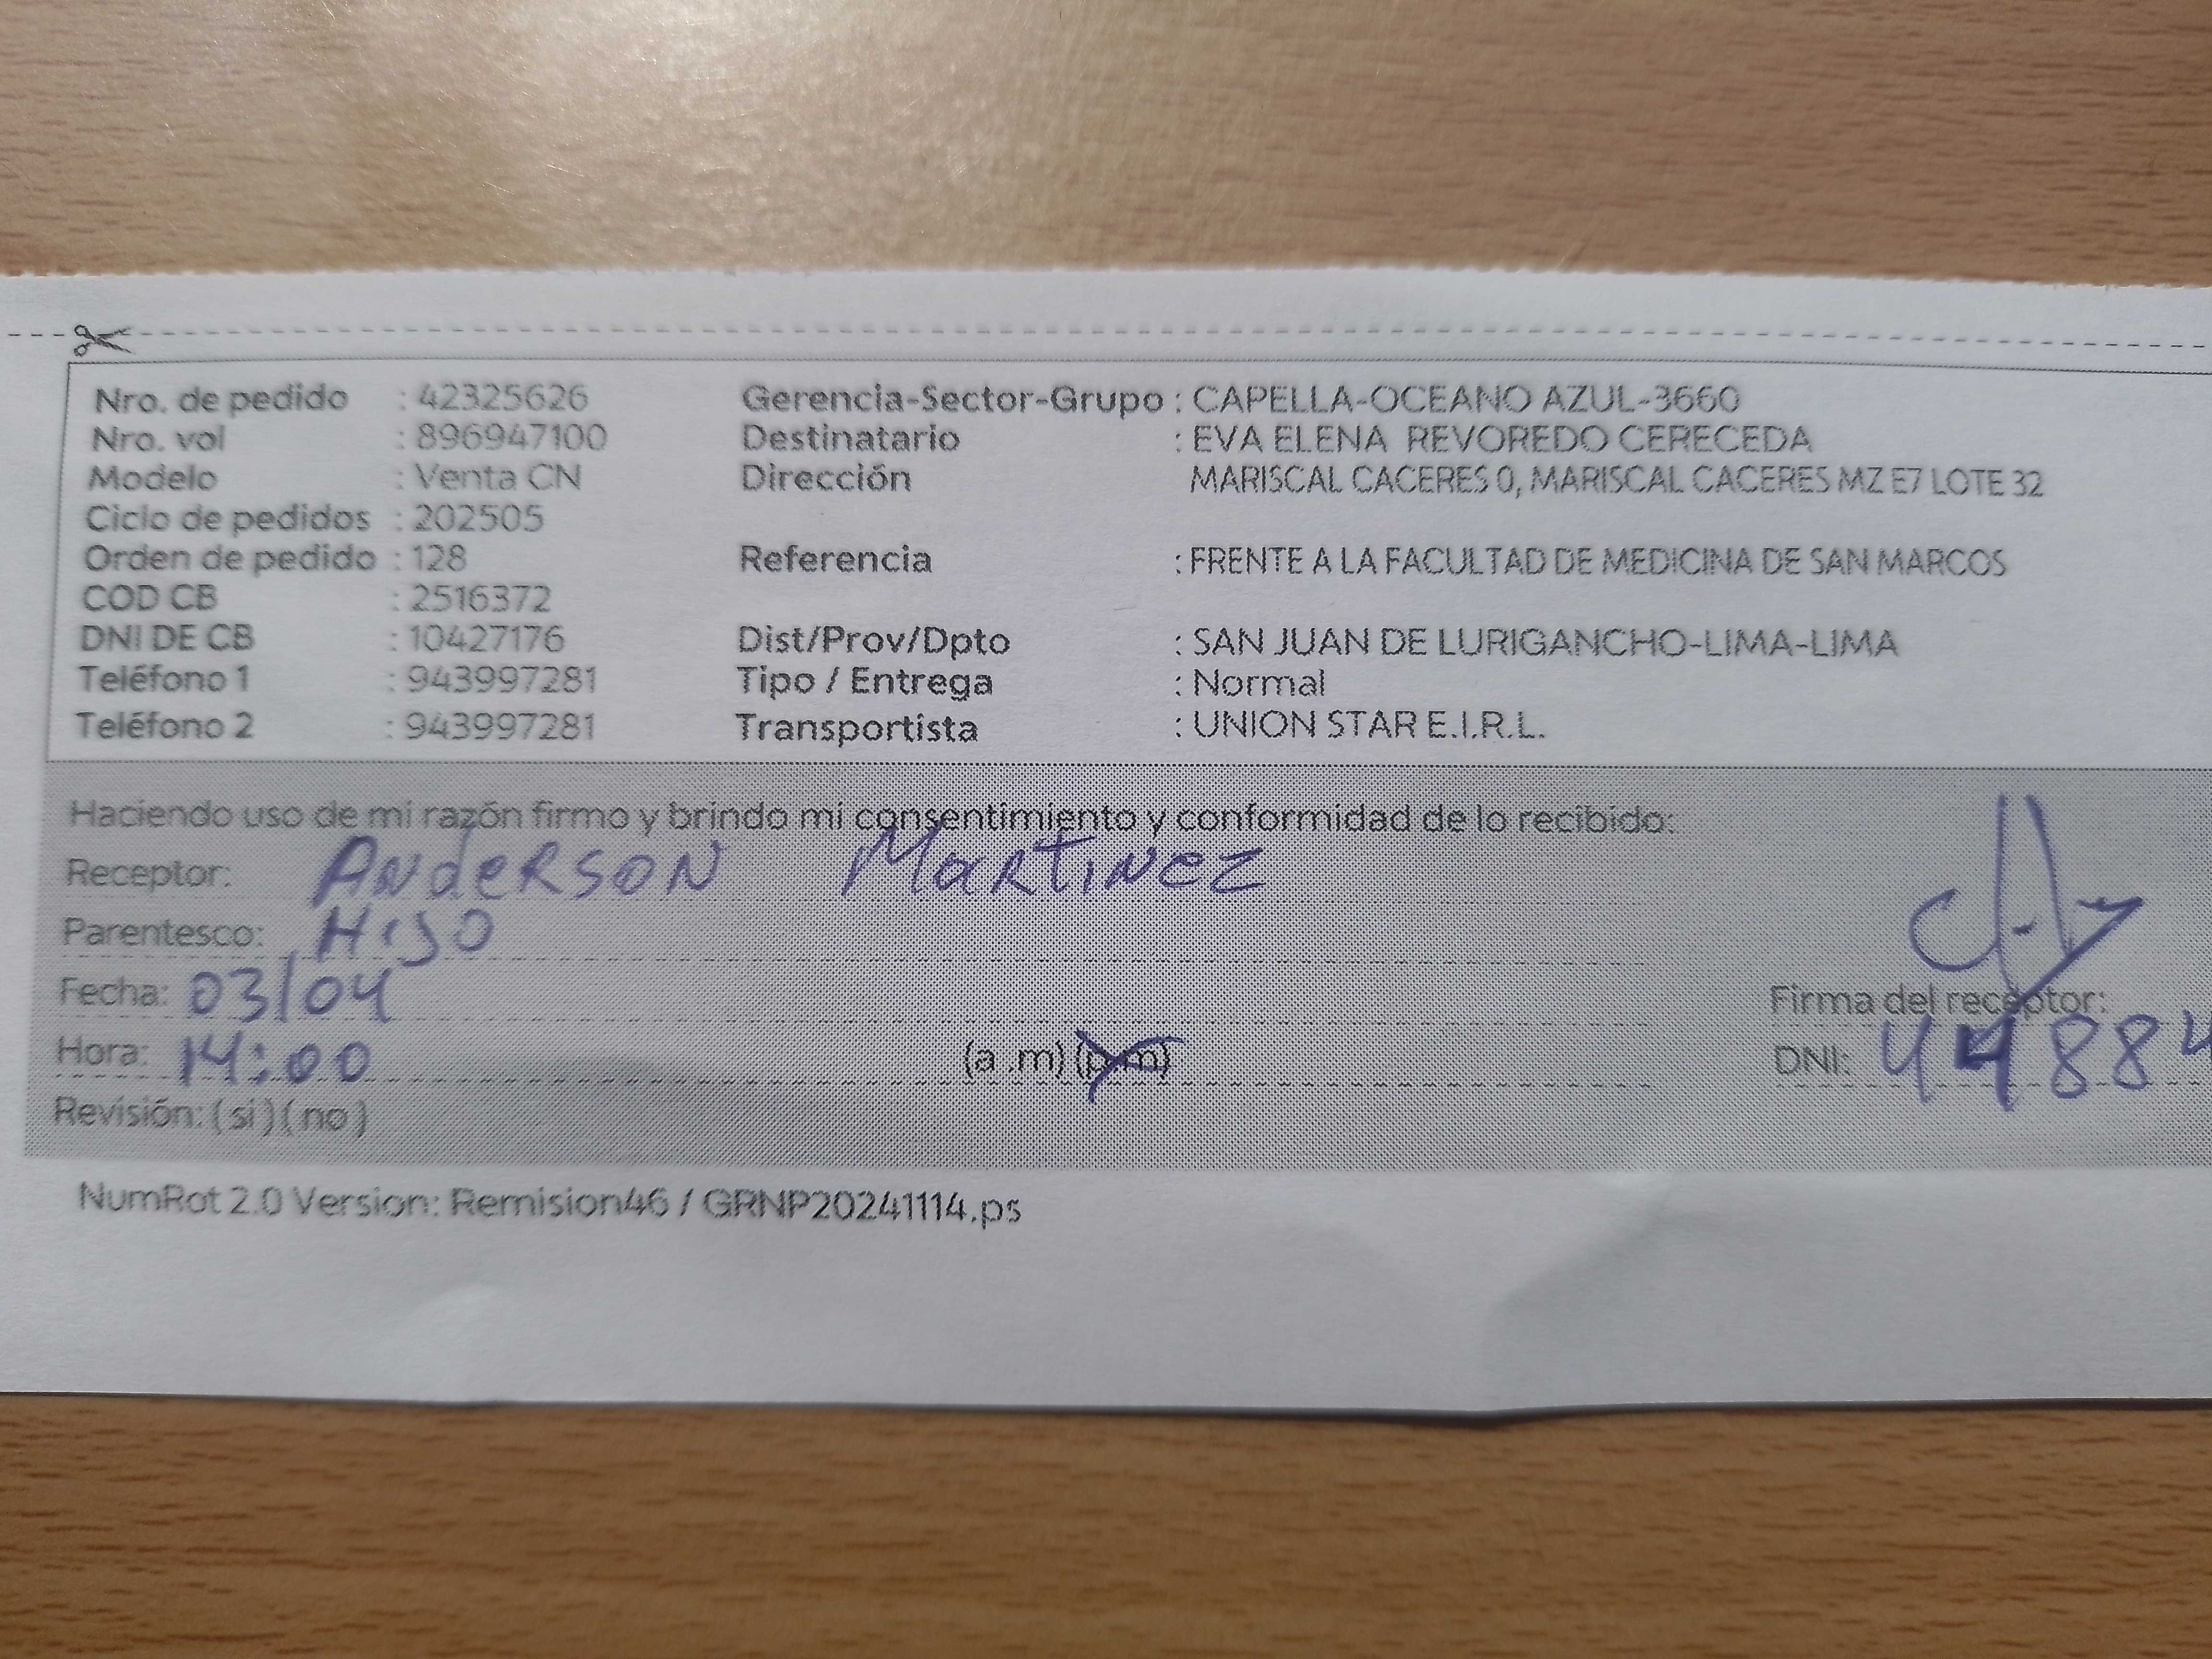 Nro. de pedido : 42325626 Gerencia-Sector-Grupo : CAPELLA-OCEANO AZUL-3660
Nro. vol : 896947100 Destinatario : EVA ELENA REVOREDO CERECEDA
Modelo : Venta CN Dirección MARISCAL CACERES 0, MARISCAL CACERES MZ E7 LOTE 32
Ciclo de pedidos : 202505
Orden de pedido : 128 Referencia : FRENTE A LA FACULTAD DE MEDICINA DE SAN MARCOS
COD CB : 2516372
DNI DE CB : 10427176 Dist/Prov/Dpto : SAN JUAN DE LURIGANCHO-LIMA-LIMA
Teléfono 1 : 943997281 Tipo / Entrega : Normal
Teléfono 2 : 943997281 Transportista : UNION STAR E.I.R.L.
Haciendo uso de mi razón firmo y brindo mi consentimiento y conformidad de lo recibido:
Receptor: Anderson Martinez
Parentesco: Hijo
Fecha: 03/04 Firma del receptor:
Hora: 14:00 (a .m) (p.m) DNI: 44884
Revisión: ( si ) ( no )
NumRot 2.0 Version: Remision46 / GRNP20241114.ps